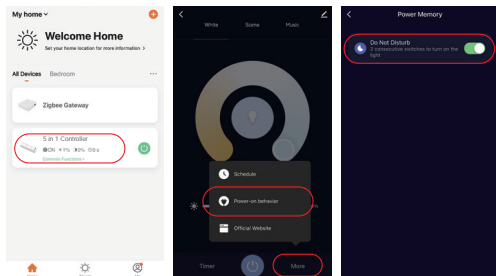 My home
Welcome Home
Set your home location for more information >
All Devices Bedroom
Zigbee Gateway
5 in 1 Controller
Common Functions
White Scene Music
Schedule
Power-on behavior
Official Website
Timer More
Power Memory
Do Not Disturb
2 consecutive switches to turn on the
light